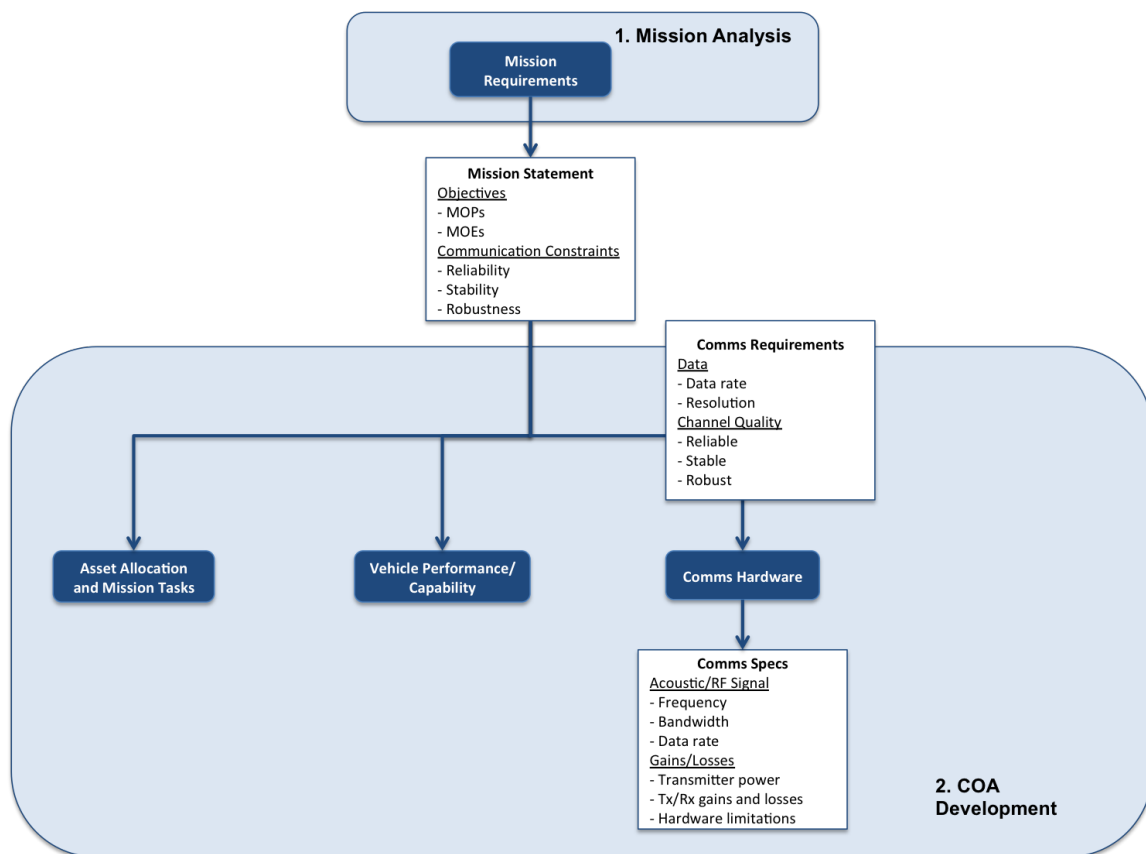 1. Mission Analysis
Mission
Requirements
Mission Statement
Objectives
- MOPs
- MOEs
Communication Constraints
- Reliability
- Stability
- Robustness
Comms Requirements
Data
- Data rate
- Resolution
Channel Quality
- Reliable
- Stable
- Robust
Asset Allocation
and Mission Tasks
Vehicle Performance/
Capability
Comms Hardware
Comms Specs
Acoustic/RF Signal
- Frequency
- Bandwidth
- Data rate
Gains/Losses
- Transmitter power
- Tx/Rx gains and losses
- Hardware limitations
2. COA
Development